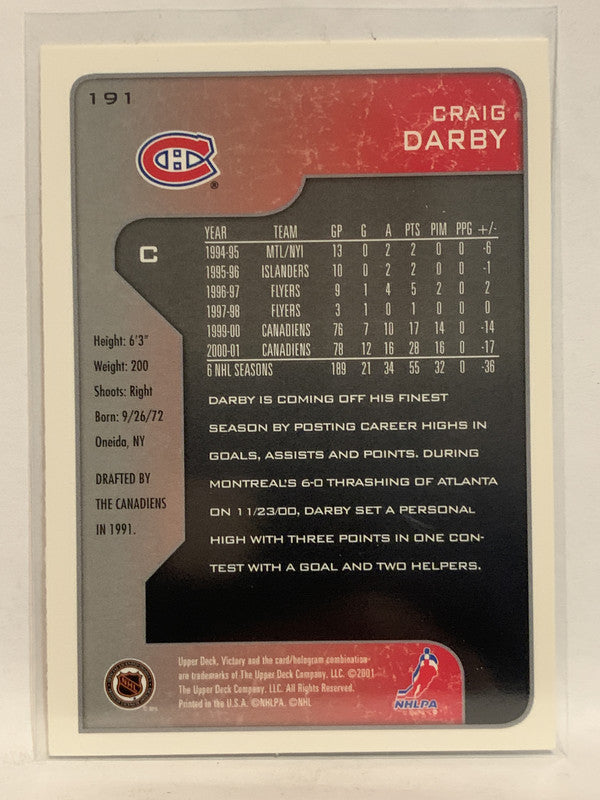 191
CRAIG
DARBY
CH
®
C
YEAR TEAM GP G A PTS PIM PPG +/-
1994-95 MTL/NYI 13 0 2 2 0 0 -6
1995-96 ISLANDERS 10 0 2 2 0 0 -1
1996-97 FLYERS 9 1 4 5 2 0 2
1997-98 FLYERS 3 1 0 1 0 0 0
1999-00 CANADIENS 76 7 10 17 14 0 -14
2000-01 CANADIENS 78 12 16 28 16 0 -17
6 NHL SEASONS 189 21 34 55 32 0 -36
Height: 6'3"
Weight: 200
Shoots: Right
Born: 9/26/72
Oneida, NY
DRAFTED BY
THE CANADIENS
IN 1991.
DARBY IS COMING OFF HIS FINEST
SEASON BY POSTING CAREER HIGHS IN
GOALS, ASSISTS AND POINTS. DURING
MONTREAL'S 6-0 THRASHING OF ATLANTA
ON 11/23/00, DARBY SET A PERSONAL
HIGH WITH THREE POINTS IN ONE CON-
TEST WITH A GOAL AND TWO HELPERS.
Upper Deck, Victory and the card/hologram combination
are trademarks of The Upper Deck Company, LLC. ©2001
The Upper Deck Company, LLC. All Rights Reserved.
Printed in the U.S.A. ©NHLPA. ©NHL
NHL
NHLPA